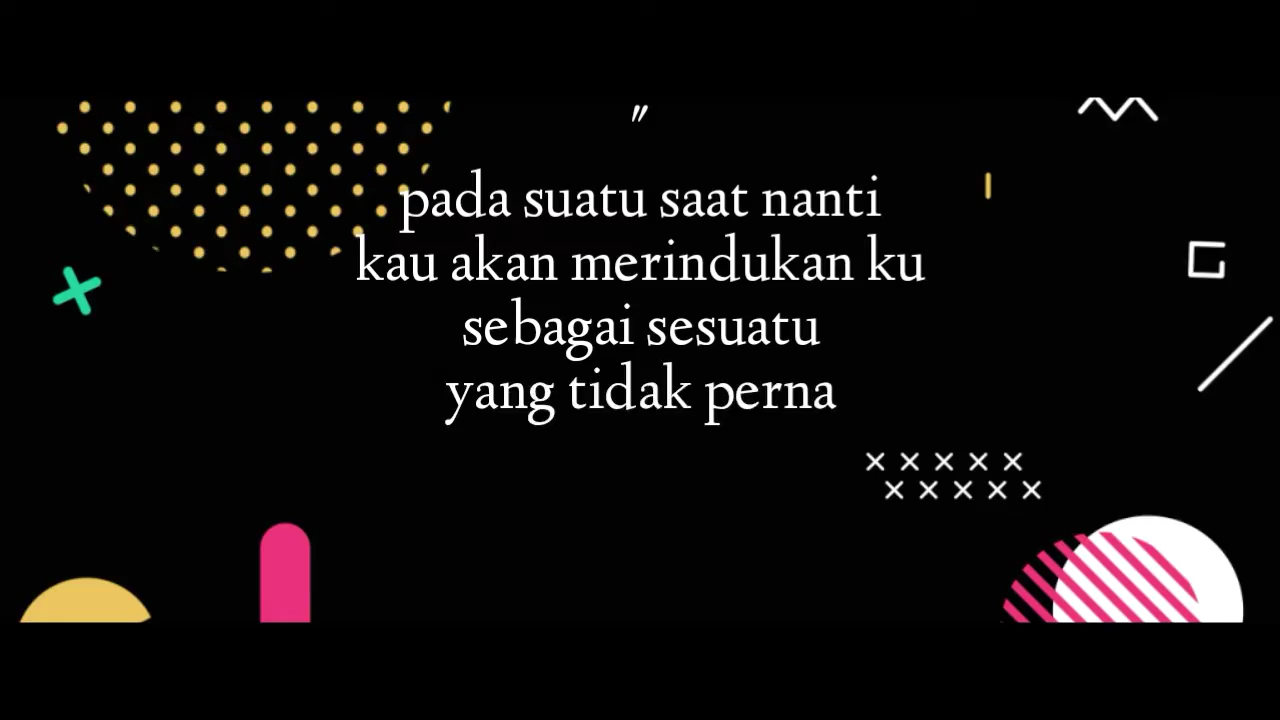 "
pada suatu saat nanti
kau akan merindukan ku
sebagai sesuatu
yang tidak perna